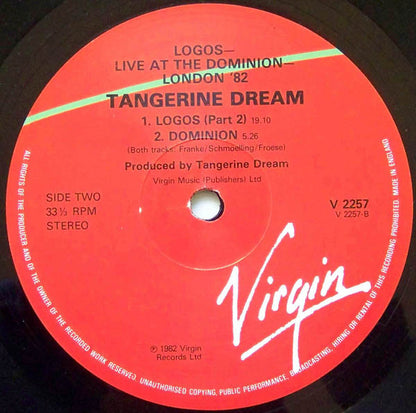 LOGOS—
LIVE AT THE DOMINION—
LONDON '82
TANGERINE DREAM
1. LOGOS (Part 2) 19.10
2. DOMINION 5.26
(Both tracks: Franke/Schmoelling/Froese)
Produced by Tangerine Dream
Virgin Music (Publishers) Ltd
SIDE TWO
33⅓ RPM
STEREO
V 2257
V 2257-B
Virgin
℗ 1982 Virgin
Records Ltd
ALL RIGHTS OF THE PRODUCER AND OF THE OWNER OF THE RECORDED WORK RESERVED. UNAUTHORISED COPYING, PUBLIC PERFORMANCE, BROADCASTING, HIRING OR RENTAL OF THIS RECORDING PROHIBITED. MADE IN ENGLAND